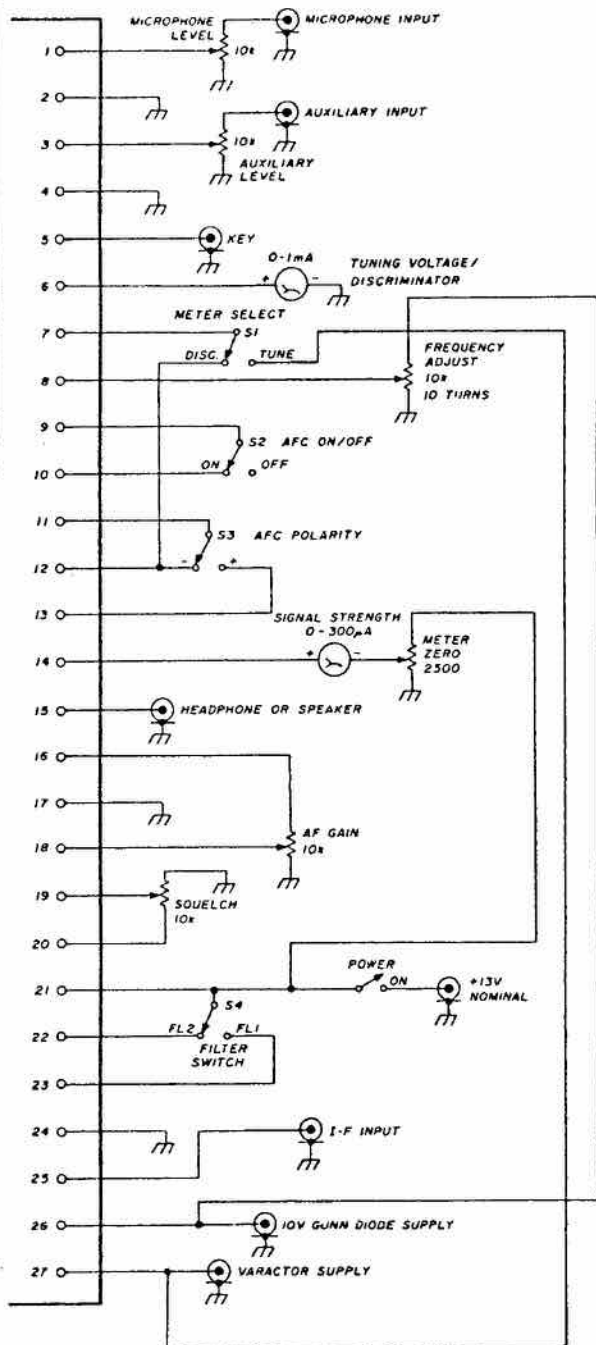 MICROPHONE LEVEL
MICROPHONE INPUT
1
10k
2
AUXILIARY INPUT
3
10k
AUXILIARY LEVEL
4
5
KEY
0-1mA
TUNING VOLTAGE/
DISCRIMINATOR
6
+
-
METER SELECT
7
S1
DISC.
TUNE
FREQUENCY
ADJUST
10k
10 TURNS
8
9
S2 AFC ON/OFF
10
ON
OFF
11
S3 AFC POLARITY
12
-
+
13
SIGNAL STRENGTH
0-300µA
METER
ZERO
2500
14
+
-
15
HEADPHONE OR SPEAKER
16
17
AF GAIN
10k
18
19
SQUELCH
10k
20
POWER
21
ON
+13V
NOMINAL
S4
22
FL2
FL1
FILTER
SWITCH
23
24
I-F INPUT
25
26
10V GUNN DIODE SUPPLY
27
VARACTOR SUPPLY